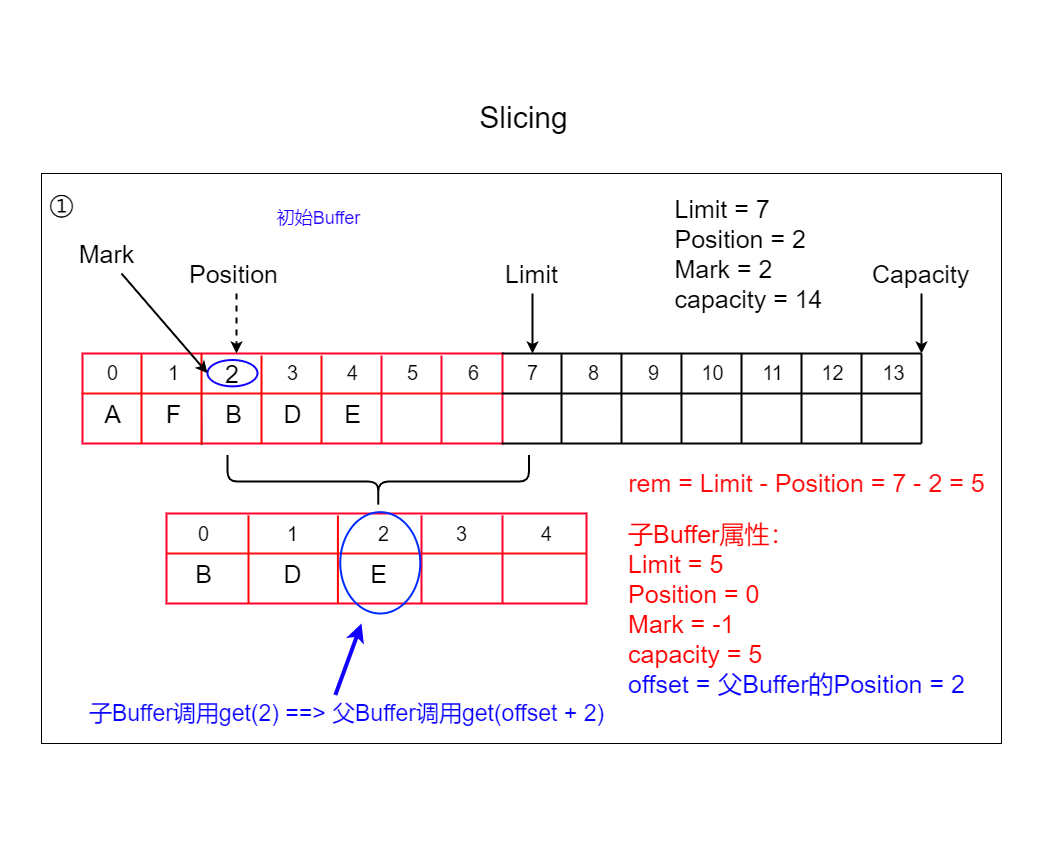 Slicing
①
初始Buffer
Limit = 7
Position = 2
Mark = 2
capacity = 14
Mark
Position
Limit
Capacity
0 1 2 3 4 5 6 7 8 9 10 11 12 13
A F B D E
rem = Limit - Position = 7 - 2 = 5
0 1 2 3 4
B D E
子Buffer属性：
Limit = 5
Position = 0
Mark = -1
capacity = 5
offset = 父Buffer的Position = 2
子Buffer调用get(2) ==> 父Buffer调用get(offset + 2)